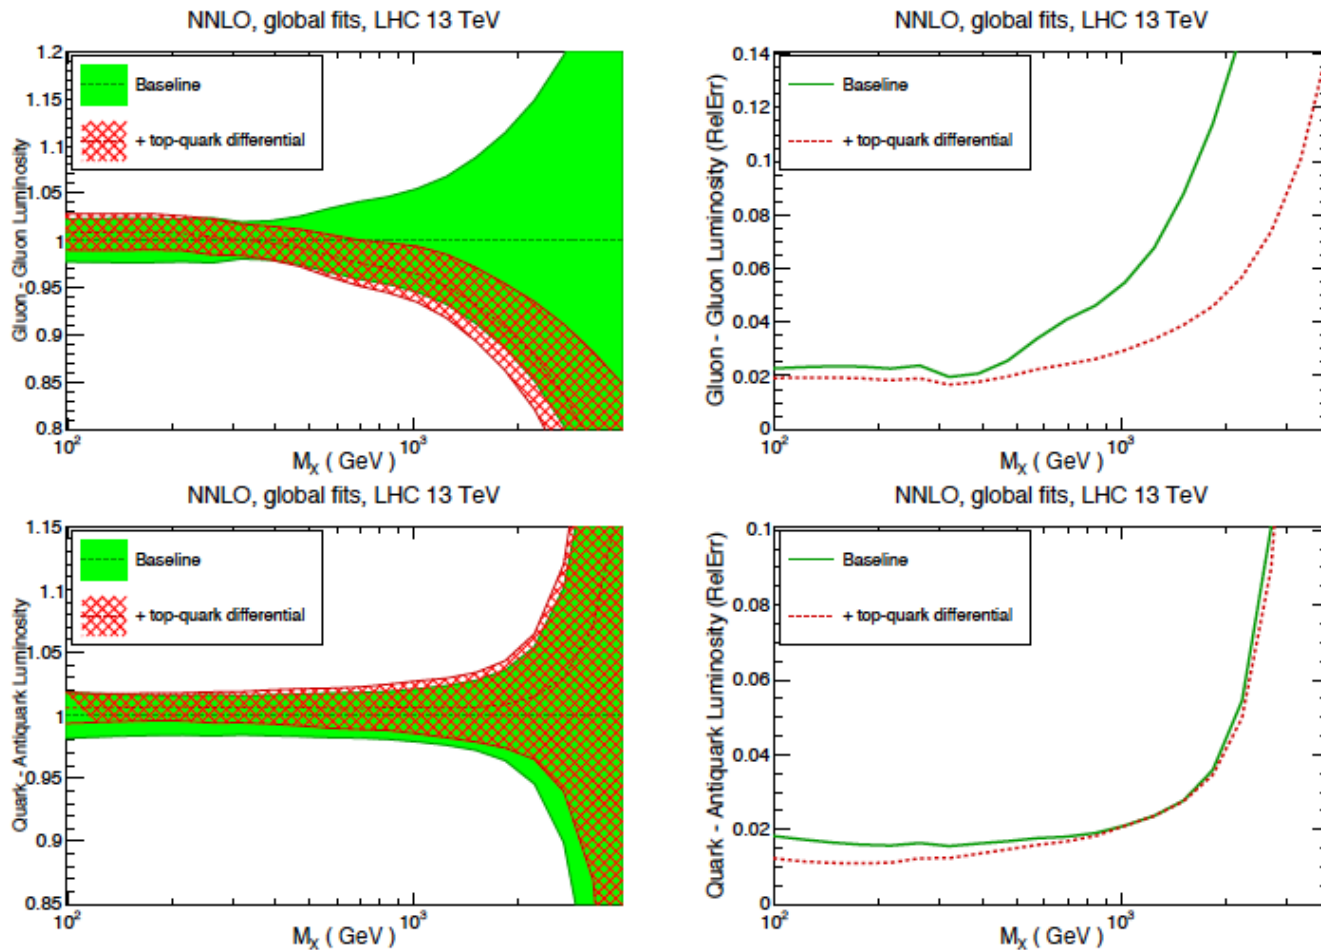 NNLO, global fits, LHC 13 TeV
Gluon - Gluon Luminosity
1.2
1.15
1.1
1.05
1
0.95
0.9
0.85
0.8
Baseline
+ top-quark differential
10²
10³
Mₓ ( GeV )
NNLO, global fits, LHC 13 TeV
Gluon - Gluon Luminosity (RelErr)
0.14
0.12
0.1
0.08
0.06
0.04
0.02
0
Baseline
+ top-quark differential
10²
10³
Mₓ ( GeV )
NNLO, global fits, LHC 13 TeV
Quark - Antiquark Luminosity
1.15
1.1
1.05
1
0.95
0.9
0.85
Baseline
+ top-quark differential
10²
10³
Mₓ ( GeV )
NNLO, global fits, LHC 13 TeV
Quark - Antiquark Luminosity (RelErr)
0.1
0.08
0.06
0.04
0.02
0
Baseline
+ top-quark differential
10²
10³
Mₓ ( GeV )